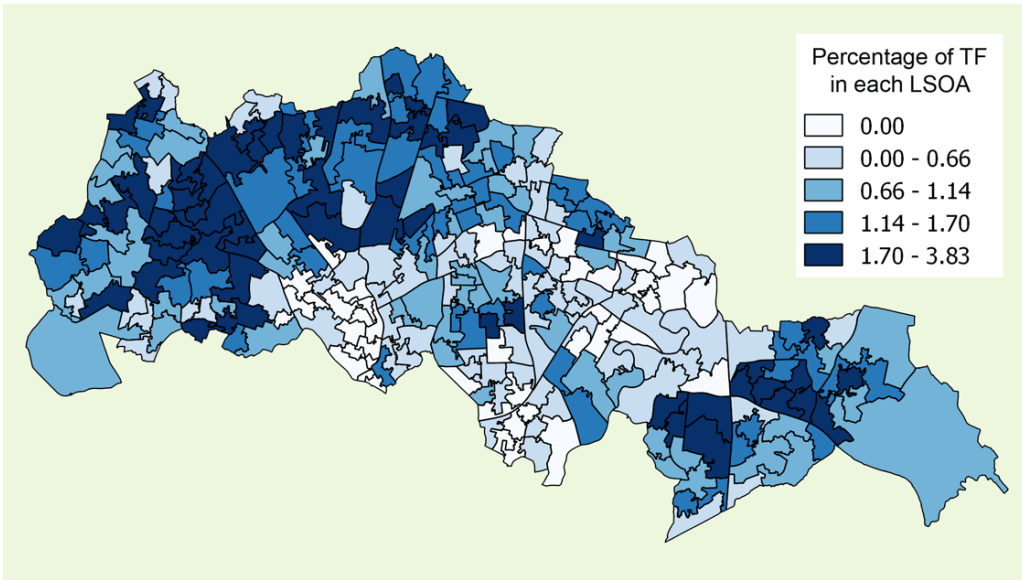 Percentage of TF
in each LSOA
0.00
0.00 - 0.66
0.66 - 1.14
1.14 - 1.70
1.70 - 3.83